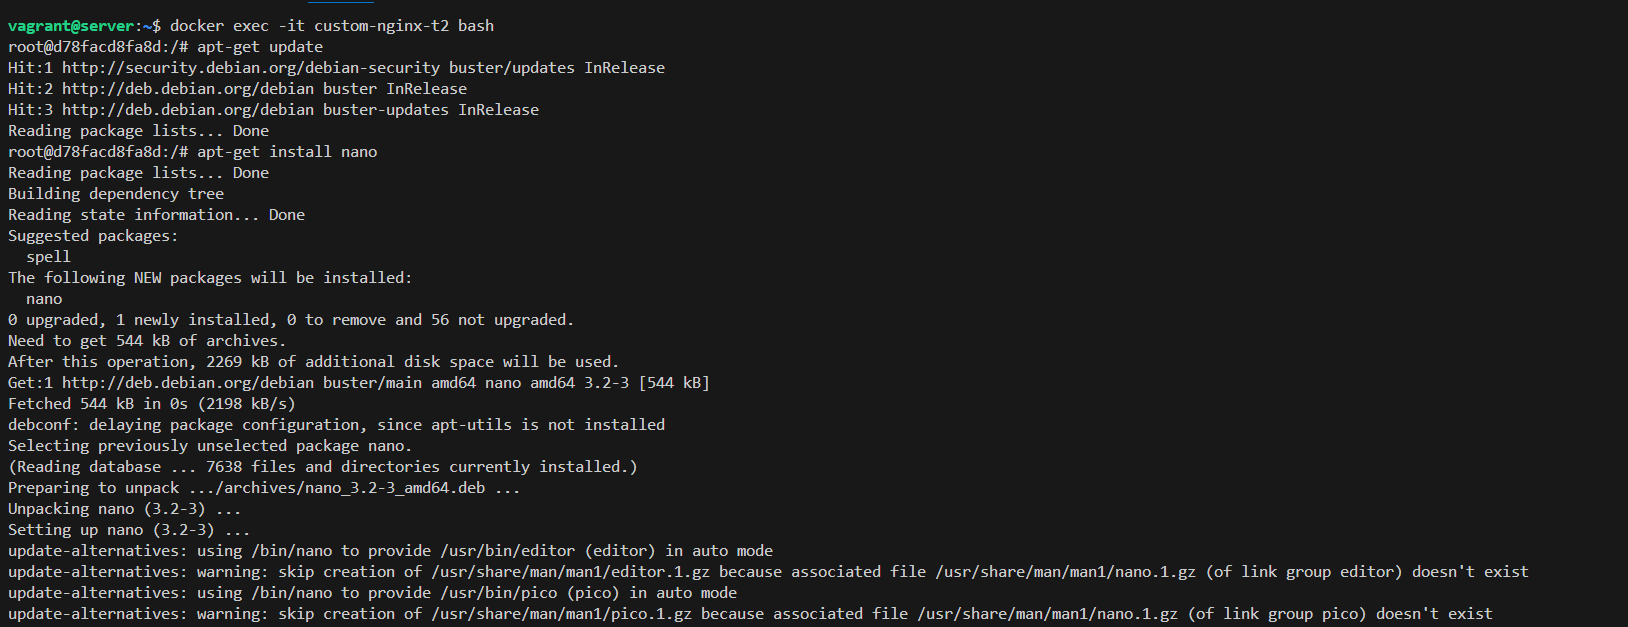 vagrant@server:~$ docker exec -it custom-nginx-t2 bash
root@d78facd8fa8d:/# apt-get update
Hit:1 http://security.debian.org/debian-security buster/updates InRelease
Hit:2 http://deb.debian.org/debian buster InRelease
Hit:3 http://deb.debian.org/debian buster-updates InRelease
Reading package lists... Done
root@d78facd8fa8d:/# apt-get install nano
Reading package lists... Done
Building dependency tree
Reading state information... Done
Suggested packages:
  spell
The following NEW packages will be installed:
  nano
0 upgraded, 1 newly installed, 0 to remove and 56 not upgraded.
Need to get 544 kB of archives.
After this operation, 2269 kB of additional disk space will be used.
Get:1 http://deb.debian.org/debian buster/main amd64 nano amd64 3.2-3 [544 kB]
Fetched 544 kB in 0s (2198 kB/s)
debconf: delaying package configuration, since apt-utils is not installed
Selecting previously unselected package nano.
(Reading database ... 7638 files and directories currently installed.)
Preparing to unpack .../archives/nano_3.2-3_amd64.deb ...
Unpacking nano (3.2-3) ...
Setting up nano (3.2-3) ...
update-alternatives: using /bin/nano to provide /usr/bin/editor (editor) in auto mode
update-alternatives: warning: skip creation of /usr/share/man/man1/editor.1.gz because associated file /usr/share/man/man1/nano.1.gz (of link group editor) doesn't exist
update-alternatives: using /bin/nano to provide /usr/bin/pico (pico) in auto mode
update-alternatives: warning: skip creation of /usr/share/man/man1/pico.1.gz because associated file /usr/share/man/man1/nano.1.gz (of link group pico) doesn't exist